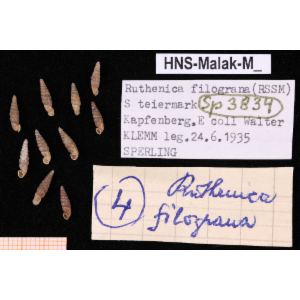 HNS-Malak-M_
Ruthenica filograna(RSSM)
S teiermark Sp 3834
Kapfenberg.E coll Walter
KLEMM leg.24.6.1935
SPERLING
4 Ruthenica
filograna